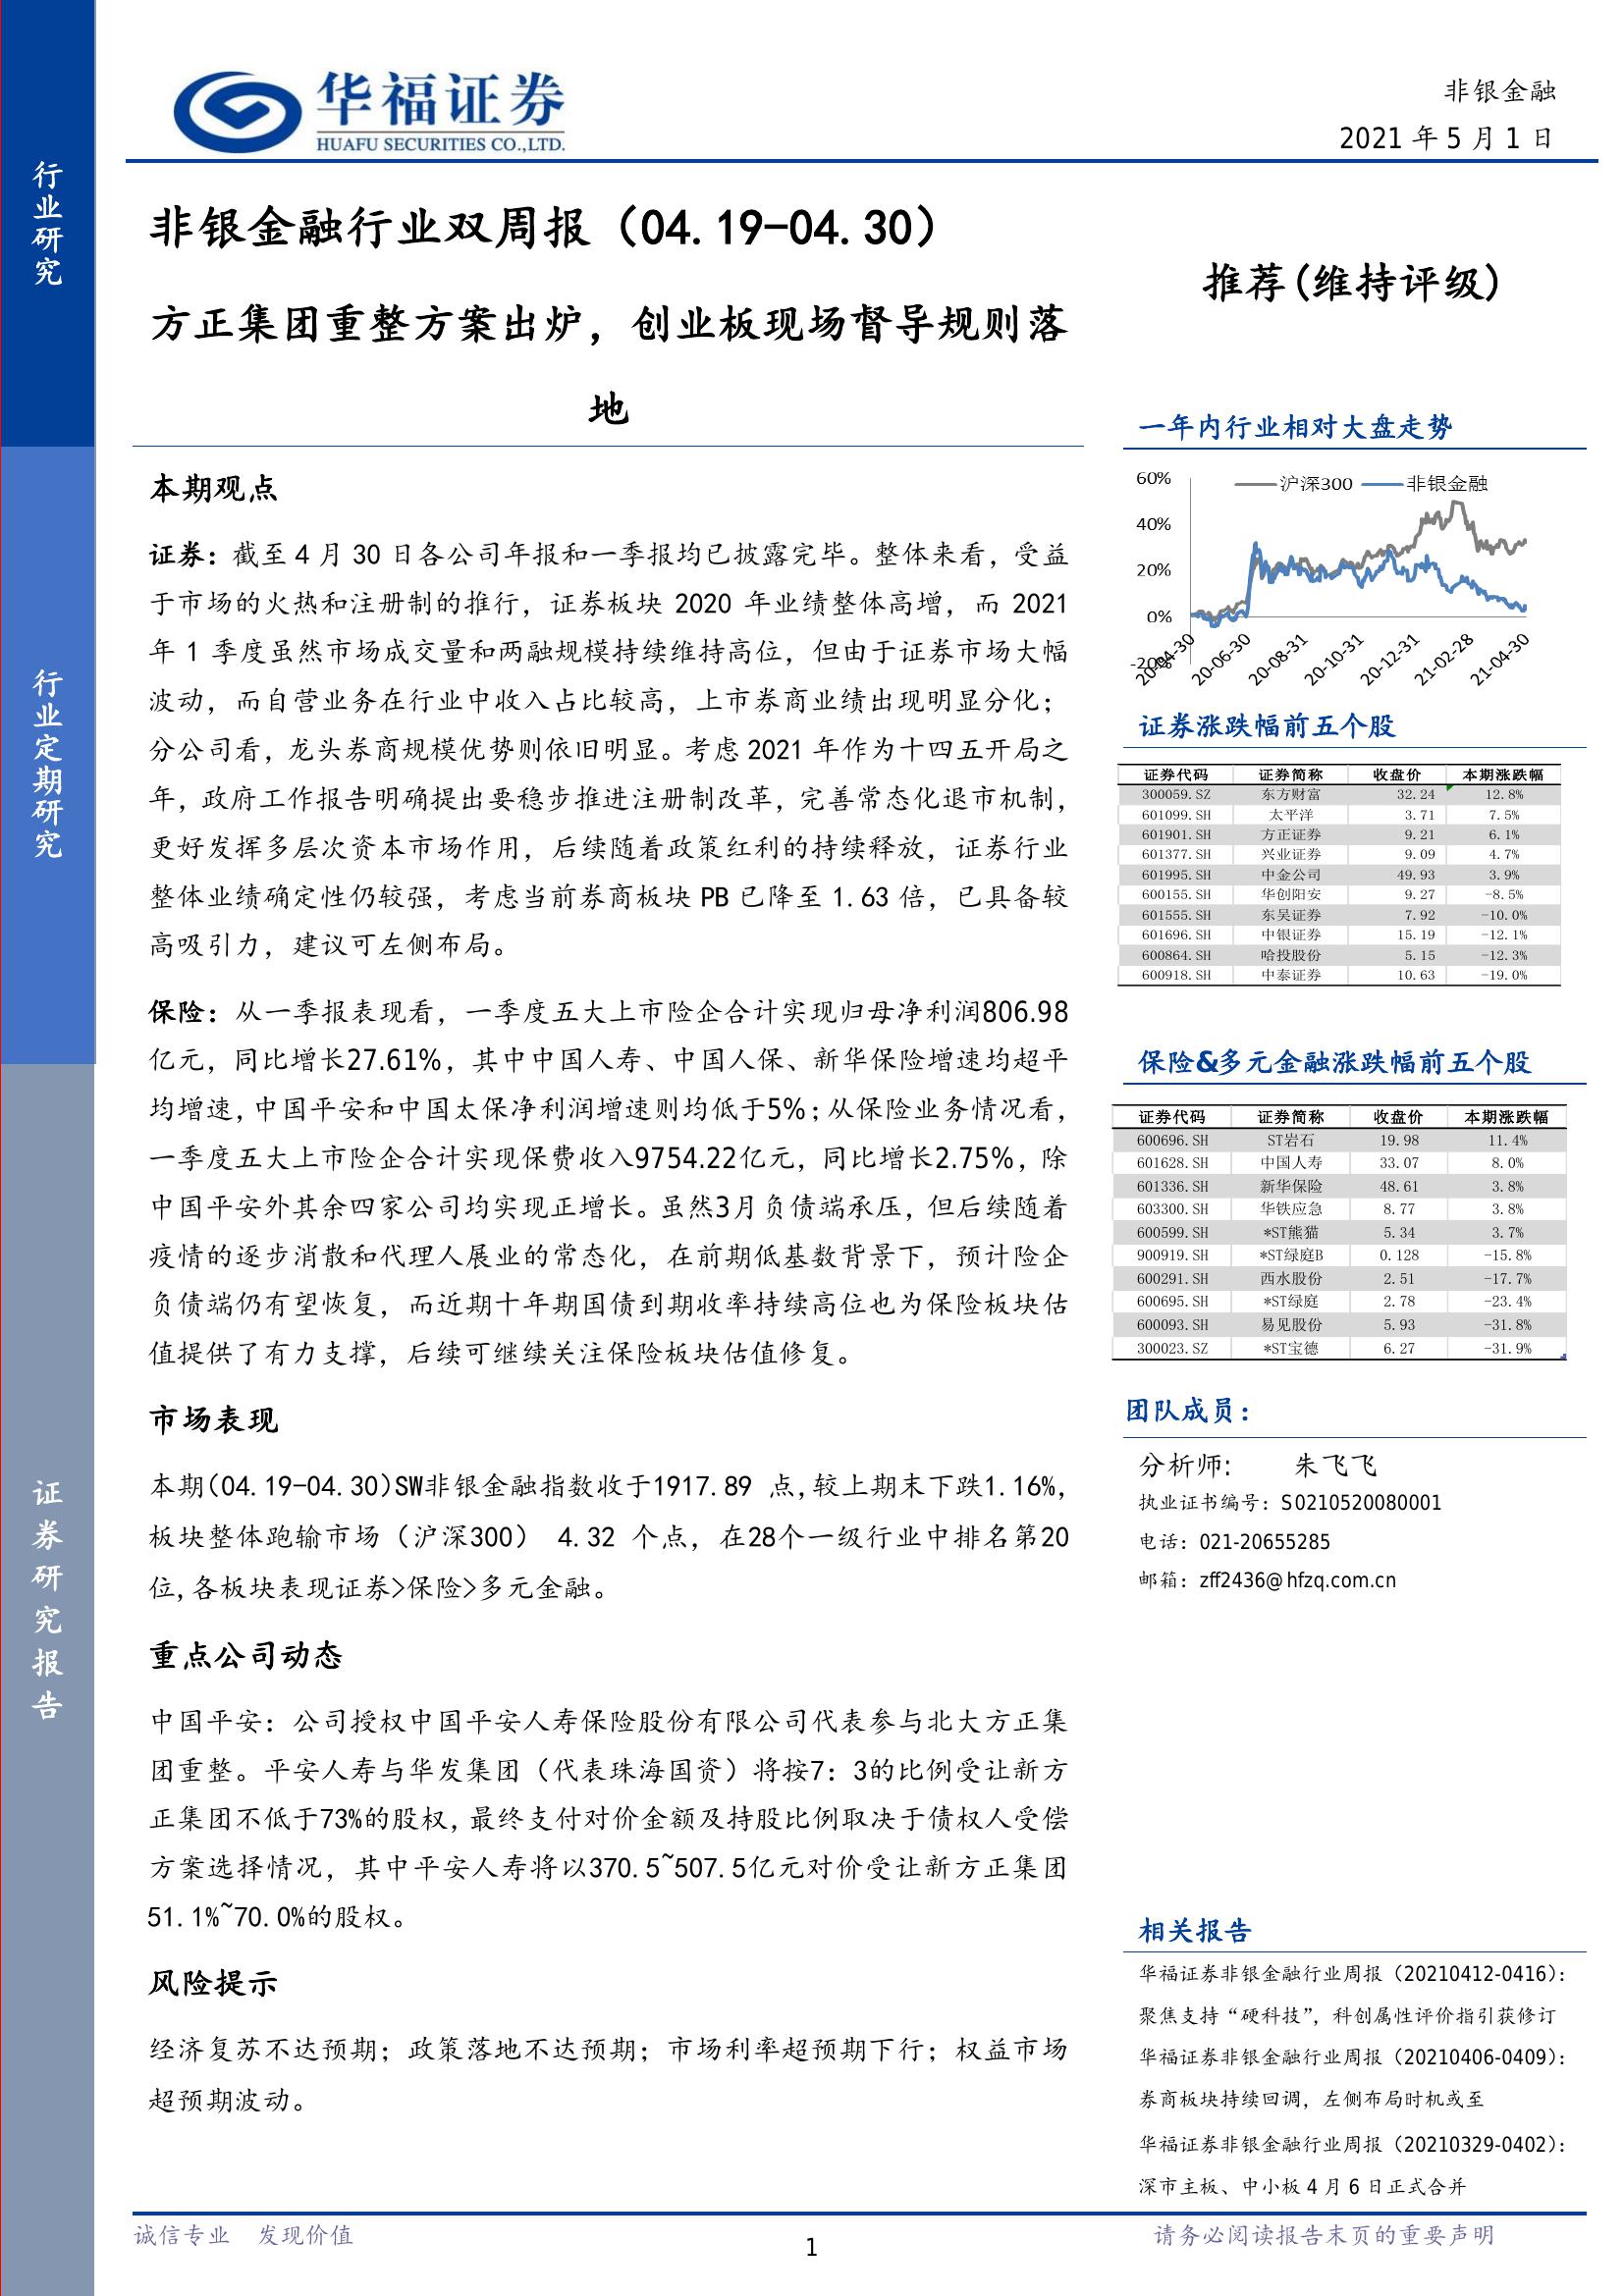 行业研究
行业定期研究
证券研究报告
华福证券
HUAFU SECURITIES CO.,LTD.
非银金融
2021 年 5 月 1 日
非银金融行业双周报（04.19-04.30）
方正集团重整方案出炉，创业板现场督导规则落
地
推荐(维持评级)
本期观点
证券：截至 4 月 30 日各公司年报和一季报均已披露完毕。整体来看，受益
于市场的火热和注册制的推行，证券板块 2020 年业绩整体高增，而 2021
年 1 季度虽然市场成交量和两融规模持续维持高位，但由于证券市场大幅
波动，而自营业务在行业中收入占比较高，上市券商业绩出现明显分化；
分公司看，龙头券商规模优势则依旧明显。考虑 2021 年作为十四五开局之
年，政府工作报告明确提出要稳步推进注册制改革，完善常态化退市机制，
更好发挥多层次资本市场作用，后续随着政策红利的持续释放，证券行业
整体业绩确定性仍较强，考虑当前券商板块 PB 已降至 1.63 倍，已具备较
高吸引力，建议可左侧布局。
保险：从一季报表现看，一季度五大上市险企合计实现归母净利润806.98
亿元，同比增长27.61%，其中中国人寿、中国人保、新华保险增速均超平
均增速，中国平安和中国太保净利润增速则均低于5%；从保险业务情况看，
一季度五大上市险企合计实现保费收入9754.22亿元，同比增长2.75%，除
中国平安外其余四家公司均实现正增长。虽然3月负债端承压，但后续随着
疫情的逐步消散和代理人展业的常态化，在前期低基数背景下，预计险企
负债端仍有望恢复，而近期十年期国债到期收率持续高位也为保险板块估
值提供了有力支撑，后续可继续关注保险板块估值修复。
市场表现
本期(04.19-04.30)SW非银金融指数收于1917.89 点,较上期末下跌1.16%,
板块整体跑输市场（沪深300） 4.32 个点，在28个一级行业中排名第20
位,各板块表现证券>保险>多元金融。
重点公司动态
中国平安：公司授权中国平安人寿保险股份有限公司代表参与北大方正集
团重整。平安人寿与华发集团（代表珠海国资）将按7：3的比例受让新方
正集团不低于73%的股权,最终支付对价金额及持股比例取决于债权人受偿
方案选择情况，其中平安人寿将以370.5~507.5亿元对价受让新方正集团
51.1%~70.0%的股权。
风险提示
经济复苏不达预期；政策落地不达预期；市场利率超预期下行；权益市场
超预期波动。
一年内行业相对大盘走势
沪深300 非银金融
60%
40%
20%
0%
-20%
20-04-30 20-06-30 20-08-31 20-10-31 20-12-31 21-02-28 21-04-30
证券涨跌幅前五个股
证券代码 证券简称 收盘价 本期涨跌幅
300059.SZ 东方财富 32.24 12.8%
601099.SH 太平洋 3.71 7.5%
601901.SH 方正证券 9.21 6.1%
601377.SH 兴业证券 9.09 4.7%
601995.SH 中金公司 49.93 3.9%
600155.SH 华创阳安 9.27 -8.5%
601555.SH 东吴证券 7.92 -10.0%
601696.SH 中银证券 15.19 -12.1%
600864.SH 哈投股份 5.15 -12.3%
600918.SH 中泰证券 10.63 -19.0%
保险&多元金融涨跌幅前五个股
证券代码 证券简称 收盘价 本期涨跌幅
600696.SH ST岩石 19.98 11.4%
601628.SH 中国人寿 33.07 8.0%
601336.SH 新华保险 48.61 3.8%
603300.SH 华铁应急 8.77 3.8%
600599.SH *ST熊猫 5.34 3.7%
900919.SH *ST绿庭B 0.128 -15.8%
600291.SH 西水股份 2.51 -17.7%
600695.SH *ST绿庭 2.78 -23.4%
600093.SH 易见股份 5.93 -31.8%
300023.SZ *ST宝德 6.27 -31.9%
团队成员：
分析师： 朱飞飞
执业证书编号：S0210520080001
电话：021-20655285
邮箱：zff2436@hfzq.com.cn
相关报告
华福证券非银金融行业周报（20210412-0416）：
聚焦支持“硬科技”，科创属性评价指引获修订
华福证券非银金融行业周报（20210406-0409）：
券商板块持续回调，左侧布局时机或至
华福证券非银金融行业周报（20210329-0402）：
深市主板、中小板 4 月 6 日正式合并
诚信专业 发现价值
1
请务必阅读报告末页的重要声明